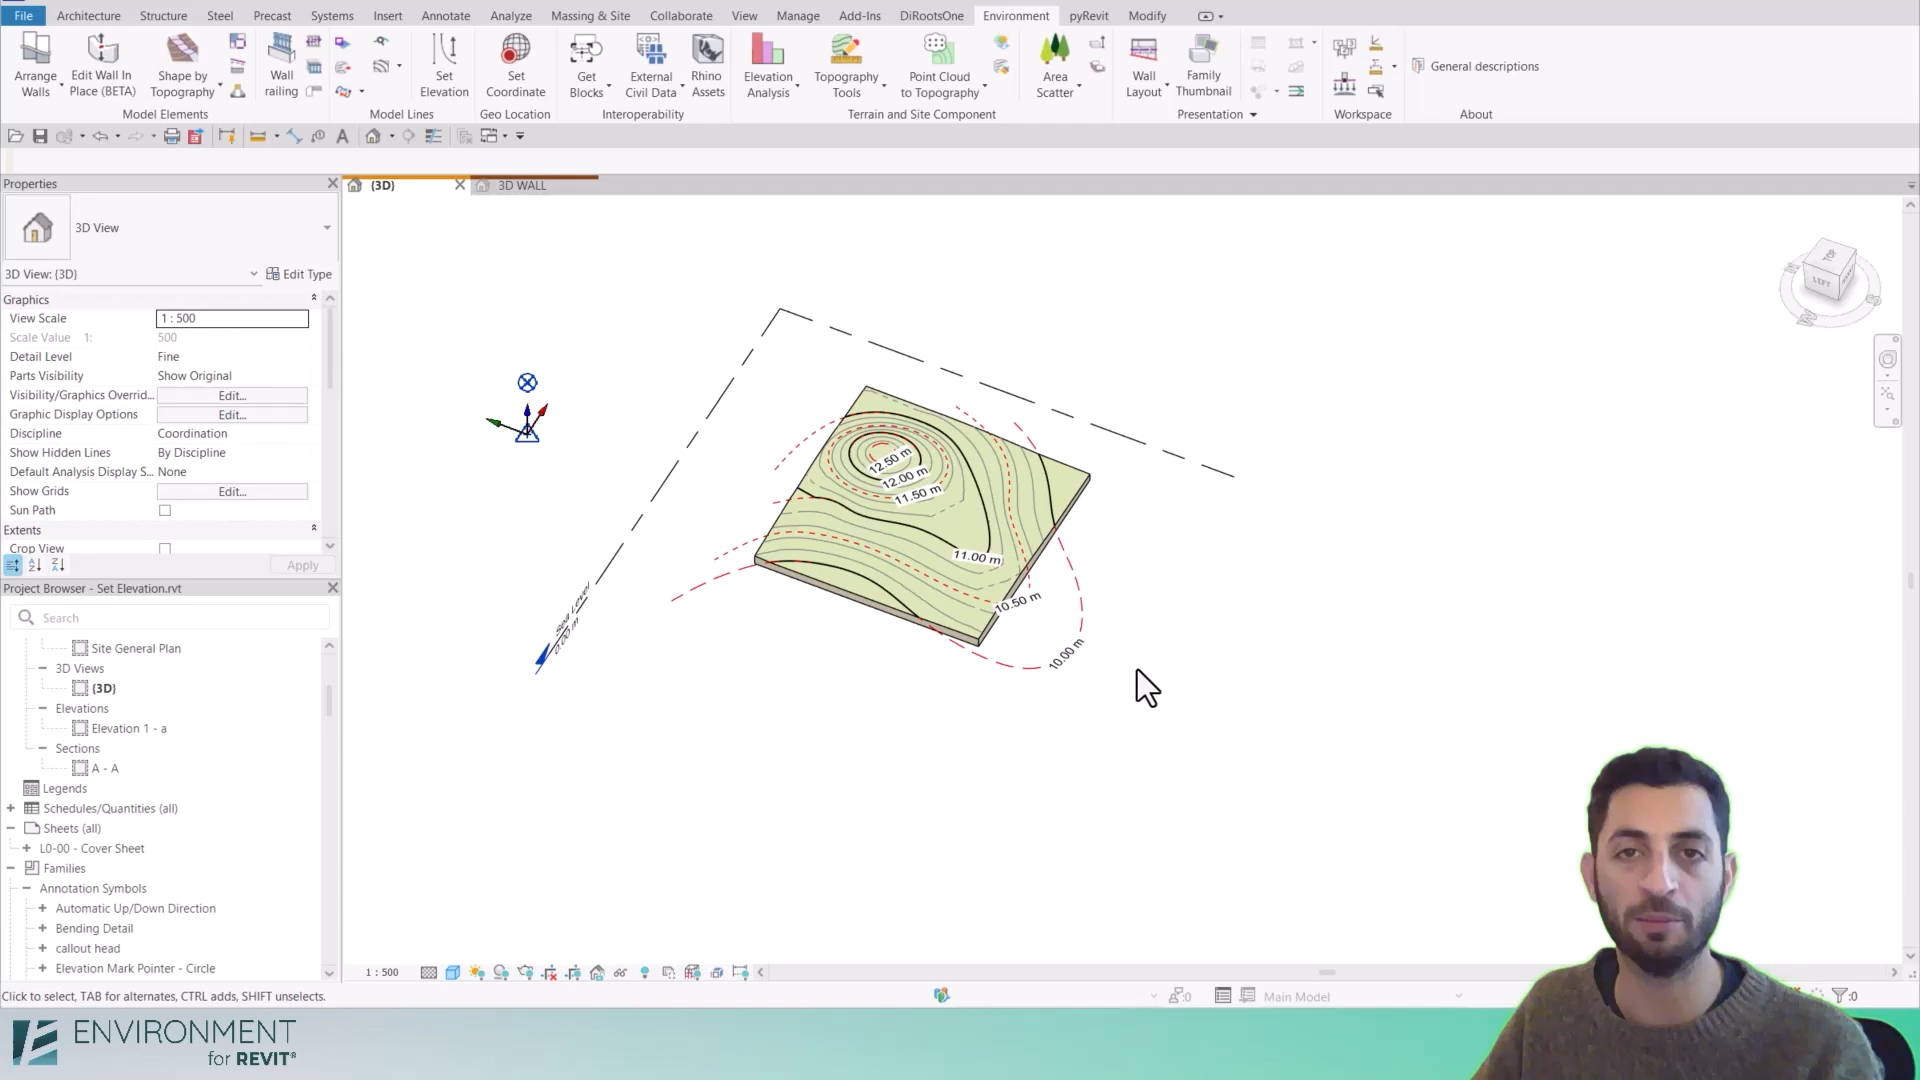 File Architecture Structure Steel Precast Systems Insert Annotate Analyze Massing & Site Collaborate View Manage Add-Ins DiRootsOne Environment pyRevit Modify
Arrange Walls
Edit Wall In Place (BETA)
Shape by Topography
Wall railing
Set Elevation
Set Coordinate
Get Blocks
External Civil Data
Rhino Assets
Elevation Analysis
Topography Tools
Point Cloud to Topography
Area Scatter
Wall Layout
Family Thumbnail
General descriptions
Model Elements Model Lines Geo Location Interoperability Terrain and Site Component Presentation Workspace About
Properties
{3D}
3D WALL
3D View
3D View: {3D} Edit Type
Graphics
View Scale 1 : 500
Scale Value 1: 500
Detail Level Fine
Parts Visibility Show Original
Visibility/Graphics Overrid... Edit...
Graphic Display Options Edit...
Discipline Coordination
Show Hidden Lines By Discipline
Default Analysis Display S... None
Show Grids Edit...
Sun Path
Extents
Crop View
Apply
Project Browser - Set Elevation.rvt
Search
Site General Plan
3D Views
{3D}
Elevations
Elevation 1 - a
Sections
A - A
Legends
Schedules/Quantities (all)
Sheets (all)
L0-00 - Cover Sheet
Families
Annotation Symbols
Automatic Up/Down Direction
Bending Detail
callout head
Elevation Mark Pointer - Circle
TOP
LEFT
12.50 m
12.00 m
11.50 m
11.00 m
10.50 m
10.00 m
Sea Level
0.00 m
1 : 500
Click to select, TAB for alternates, CTRL adds, SHIFT unselects.
:0
Main Model
:0
ENVIRONMENT
for REVIT®